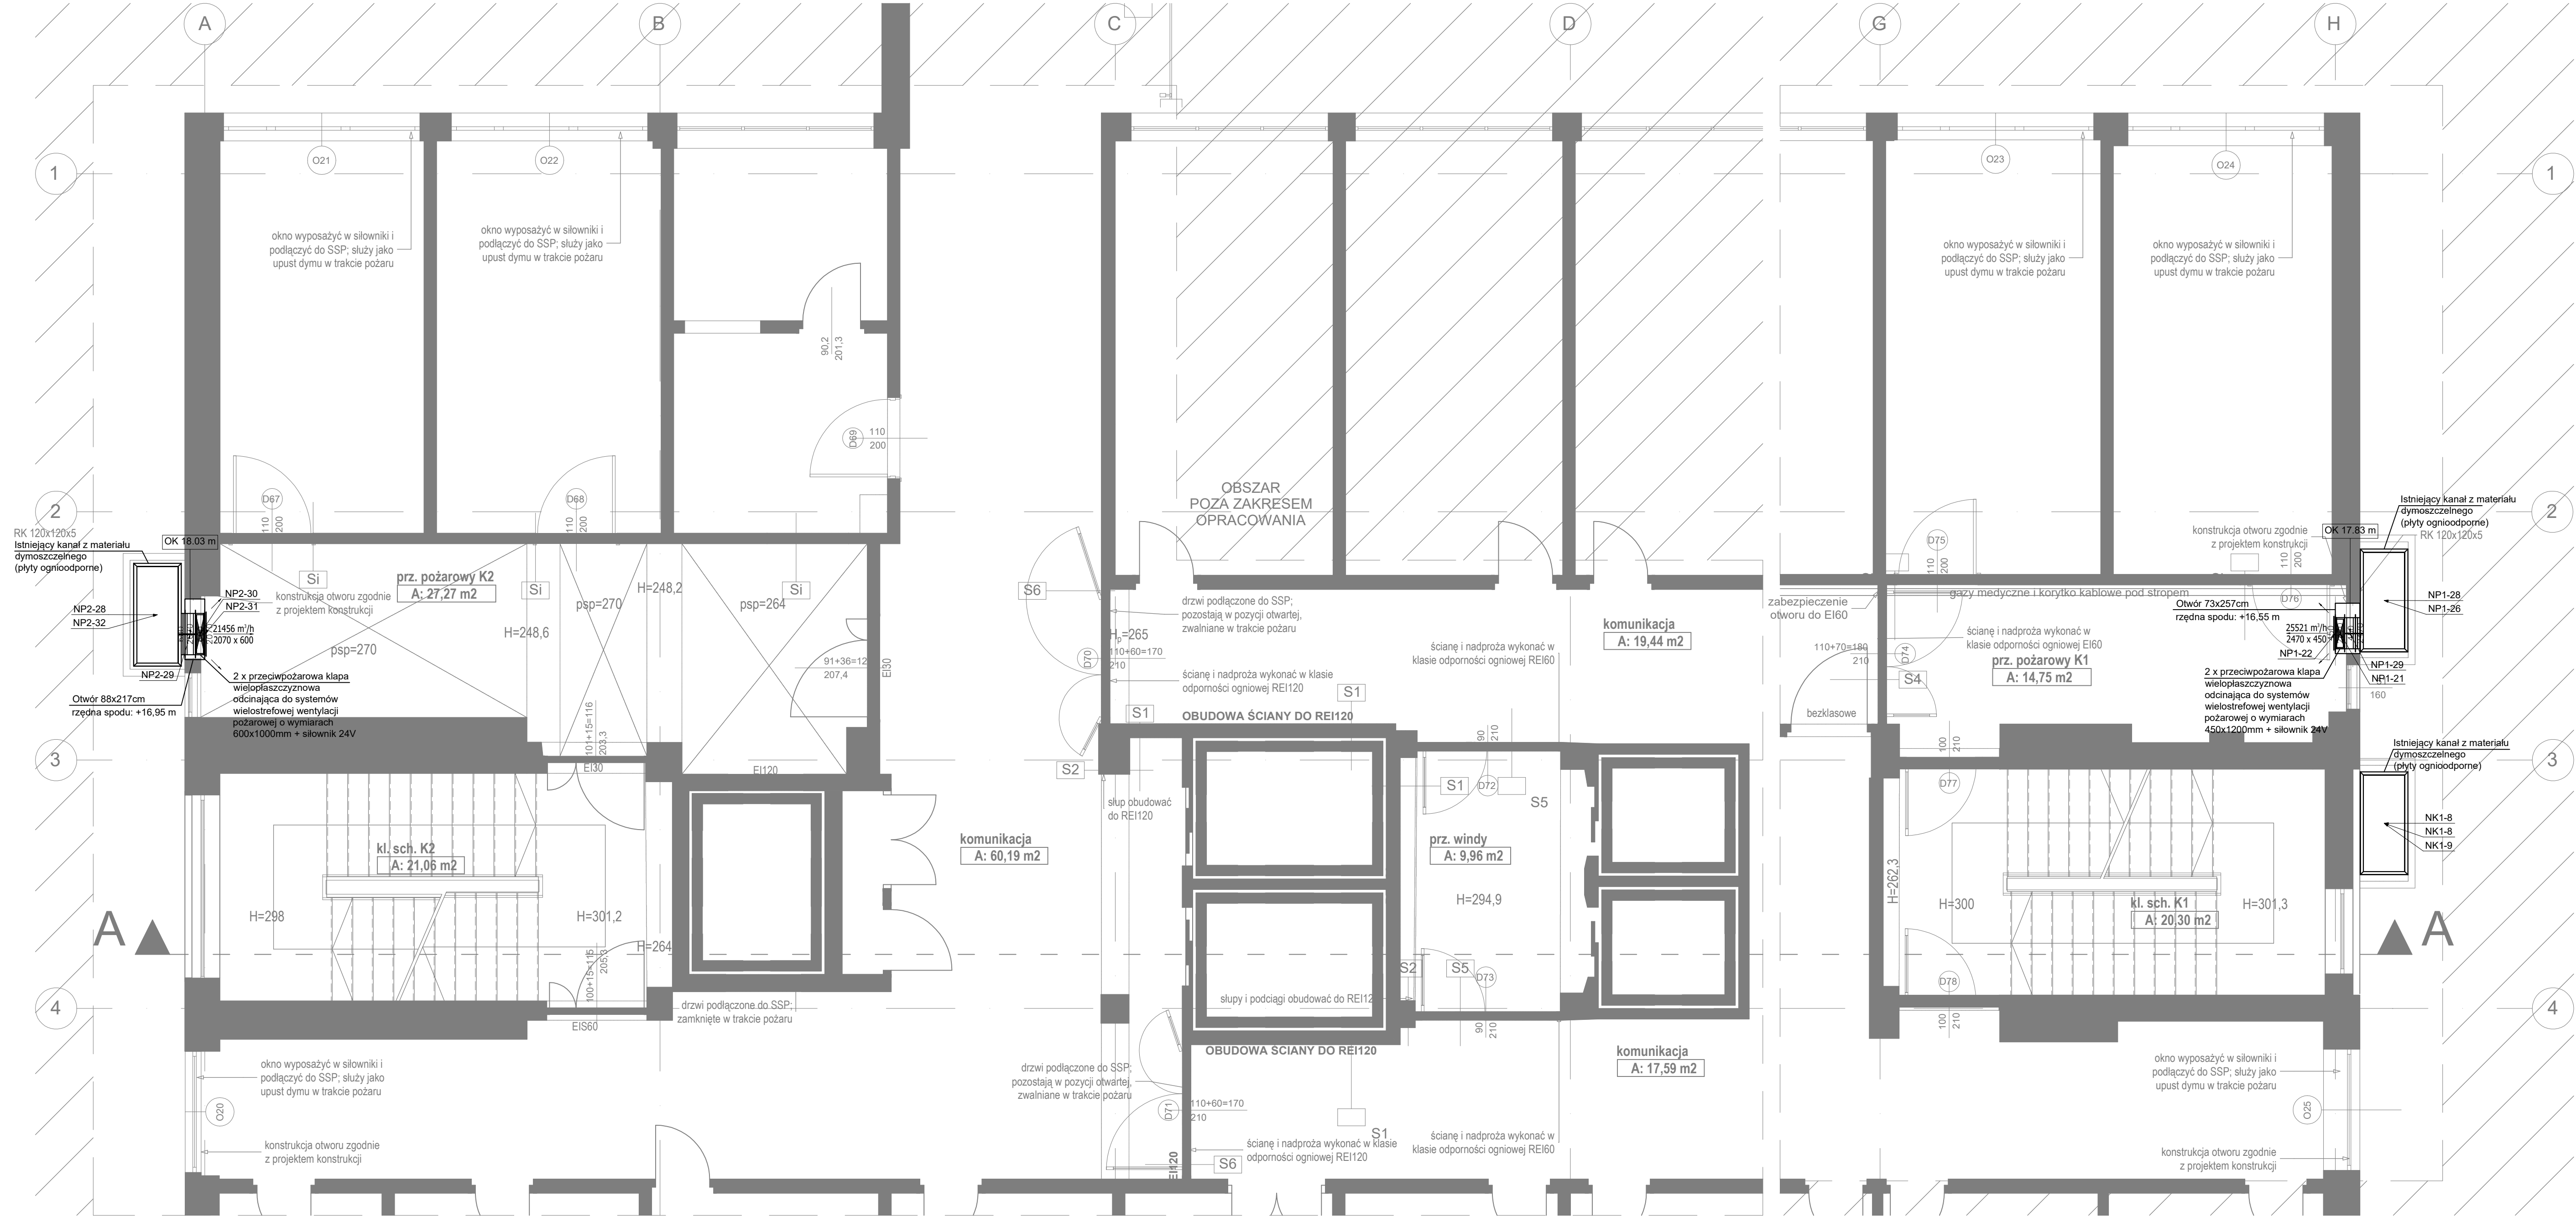 A
B
C
D
G
H
1
1
O21
O22
O23
O24
okno wyposażyć w siłowniki i
podłączyć do SSP; służy jako
upust dymu w trakcie pożaru
okno wyposażyć w siłowniki i
podłączyć do SSP; służy jako
upust dymu w trakcie pożaru
okno wyposażyć w siłowniki i
podłączyć do SSP; służy jako
upust dymu w trakcie pożaru
okno wyposażyć w siłowniki i
podłączyć do SSP; służy jako
upust dymu w trakcie pożaru
90,2
201,3
D69
110
200
OBSZAR
POZA ZAKRESEM
OPRACOWANIA
2
2
D67
110
200
D68
110
200
D75
110
200
D76
110
200
RK 120x120x5
Istniejący kanał z materiału
dymoszczelnego
(płyty ognioodporne)
OK 18.03 m
NP2-28
NP2-32
NP2-29
NP2-30
NP2-31
21456 m³/h
2070 x 600
Otwór 88x217cm
rzędna spodu: +16,95 m
2 x przeciwpożarowa klapa
wielopłaszczyznowa
odcinająca do systemów
wielostrefowej wentylacji
pożarowej o wymiarach
600x1000mm + siłownik 24V
konstrukcja otworu zgodnie
z projektem konstrukcji
prz. pożarowy K2
A: 27,27 m2
Si
Si
Si
psp=270
psp=270
psp=264
H=248,6
H=248,2
91+36=12
207,4
EI30
101+15=116
203,3
EI30
EI120
S6
drzwi podłączone do SSP;
pozostają w pozycji otwartej,
zwalniane w trakcie pożaru
Hp=265
D70
110+60=170
210
ścianę i nadproża wykonać w klasie
odporności ogniowej REI120
ścianę i nadproża wykonać w
klasie odporności ogniowej REI60
komunikacja
A: 19,44 m2
S1
S1
OBUDOWA ŚCIANY DO REI120
S2
słup obudować
do REI120
zabezpieczenie
otworu do EI60
110+70=180
210
bezklasowe
D74
S4
gazy medyczne i korytko kablowe pod stropem
ścianę i nadproża wykonać w
klasie odporności ogniowej EI60
prz. pożarowy K1
A: 14,75 m2
konstrukcja otworu zgodnie
z projektem konstrukcji
OK 17.83 m
Istniejący kanał z materiału
dymoszczelnego
(płyty ognioodporne)
RK 120x120x5
Otwór 73x257cm
rzędna spodu: +16,55 m
25521 m³/h
2470 x 450
NP1-22
NP1-28
NP1-26
NP1-29
NP1-21
160
2 x przeciwpożarowa klapa
wielopłaszczyznowa
odcinająca do systemów
wielostrefowej wentylacji
pożarowej o wymiarach
450x1200mm + siłownik 24V
3
3
Istniejący kanał z materiału
dymoszczelnego
(płyty ognioodporne)
NK1-8
NK1-8
NK1-9
kl. sch. K2
A: 21,06 m2
H=298
H=301,2
H=264
100+15=115
205,3
EIS60
komunikacja
A: 60,19 m2
90
210
S1
D72
S5
prz. windy
A: 9,96 m2
H=294,9
S2
S5
D73
90
210
słupy i podciągi obudować do REI12
100
210
D77
H=262,3
H=300
kl. sch. K1
A: 20,30 m2
H=301,3
D78
100
210
A
A
4
4
drzwi podłączone do SSP;
zamknięte w trakcie pożaru
OBUDOWA ŚCIANY DO REI120
komunikacja
A: 17,59 m2
okno wyposażyć w siłowniki i
podłączyć do SSP; służy jako
upust dymu w trakcie pożaru
O20
konstrukcja otworu zgodnie
z projektem konstrukcji
drzwi podłączone do SSP;
pozostają w pozycji otwartej,
zwalniane w trakcie pożaru
D71
110+60=170
210
S1
ścianę i nadproża wykonać w klasie
odporności ogniowej REI120
ścianę i nadproża wykonać w
klasie odporności ogniowej REI60
S6
EI120
okno wyposażyć w siłowniki i
podłączyć do SSP; służy jako
upust dymu w trakcie pożaru
O25
konstrukcja otworu zgodnie
z projektem konstrukcji